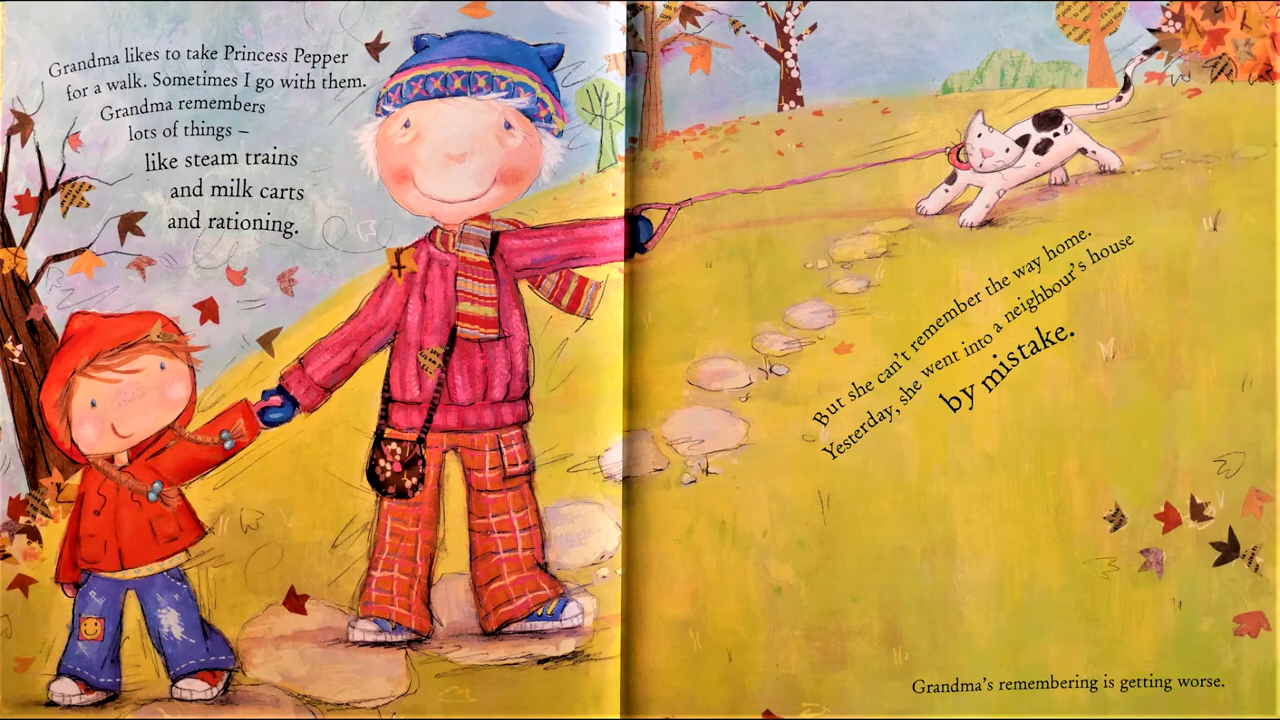 Grandma likes to take Princess Pepper
for a walk. Sometimes I go with them.
Grandma remembers
lots of things –
like steam trains
and milk carts
and rationing.
But she can't remember the way home.
Yesterday, she went into a neighbour's house
by mistake.
Grandma's remembering is getting worse.